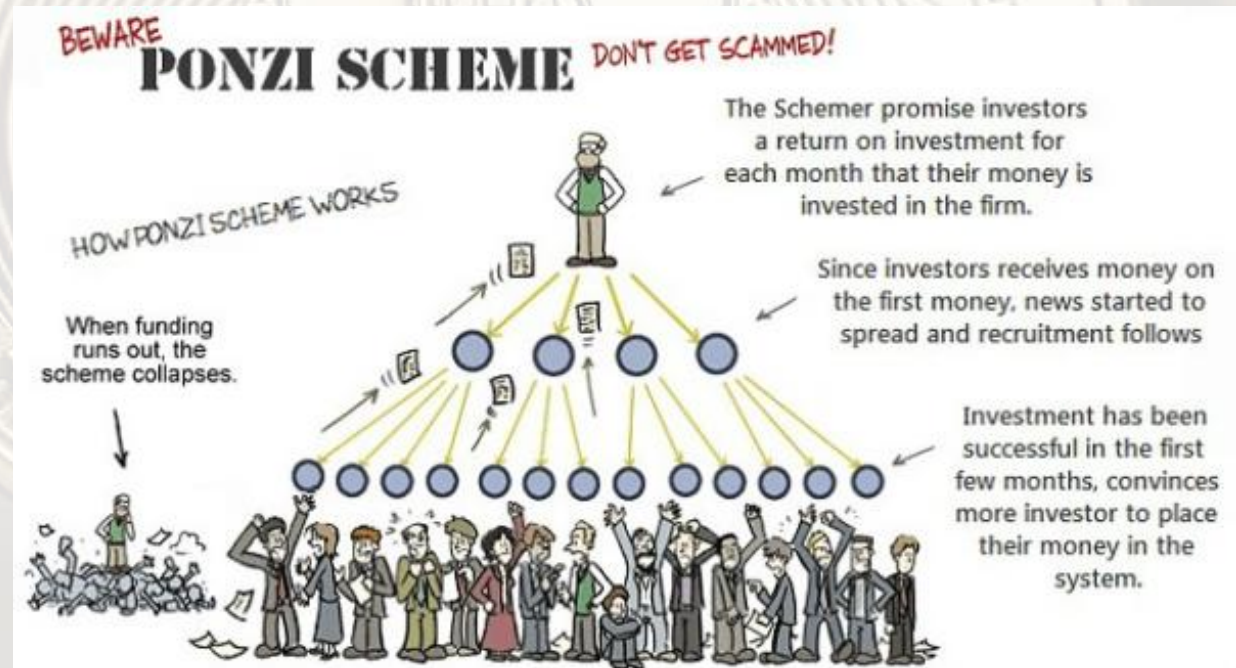 BEWARE
PONZI SCHEME
DON'T GET SCAMMED!
The Schemer promise investors
a return on investment for
each month that their money is
invested in the firm.
HOW PONZI SCHEME WORKS
Since investors receives money on
the first money, news started to
spread and recruitment follows
When funding
runs out, the
scheme collapses.
Investment has been
successful in the first
few months, convinces
more investor to place
their money in the
system.